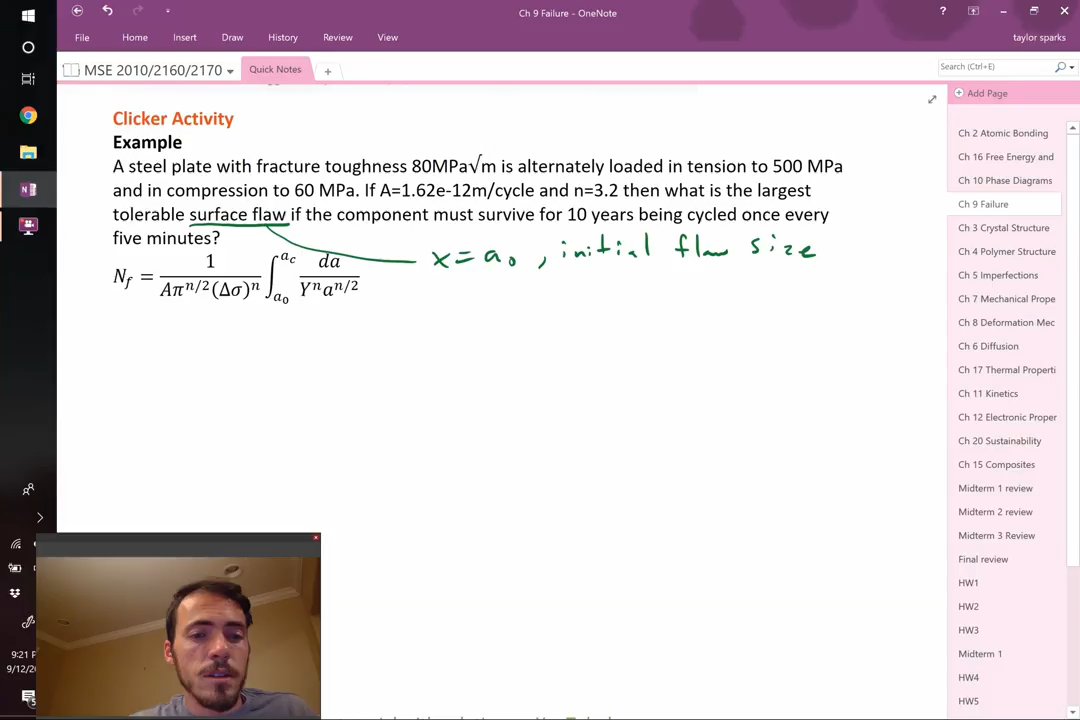 Ch 9 Failure - OneNote
?
File Home Insert Draw History Review View
taylor sparks
MSE 2010/2160/2170
Quick Notes
+
Search (Ctrl+E)
Add Page
Clicker Activity
Example
A steel plate with fracture toughness 80MPa√m is alternately loaded in tension to 500 MPa
and in compression to 60 MPa. If A=1.62e-12m/cycle and n=3.2 then what is the largest
tolerable surface flaw if the component must survive for 10 years being cycled once every
five minutes?
x = a₀ , initial flaw size
N_f = 1 / (Aπ^{n/2}(Δσ)^n) ∫_{a₀}^{a_c} da / (Y^n a^{n/2})
Ch 2 Atomic Bonding
Ch 16 Free Energy and
Ch 10 Phase Diagrams
Ch 9 Failure
Ch 3 Crystal Structure
Ch 4 Polymer Structure
Ch 5 Imperfections
Ch 7 Mechanical Prope
Ch 8 Deformation Mec
Ch 6 Diffusion
Ch 17 Thermal Properti
Ch 11 Kinetics
Ch 12 Electronic Proper
Ch 20 Sustainability
Ch 15 Composites
Midterm 1 review
Midterm 2 review
Midterm 3 Review
Final review
HW1
HW2
HW3
Midterm 1
HW4
HW5
9:21
9/12/